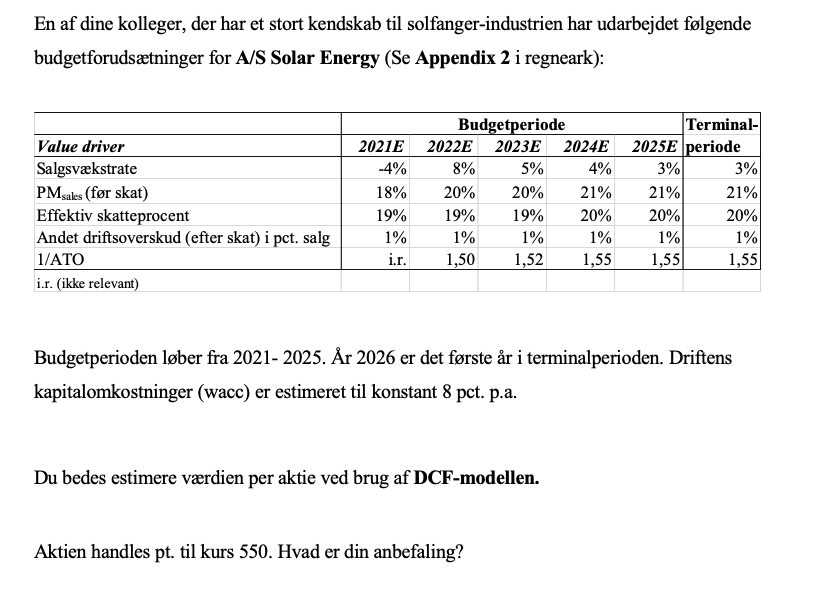 En af dine kolleger, der har et stort kendskab til solfanger-industrien har udarbejdet følgende
budgetforudsætninger for A/S Solar Energy (Se Appendix 2 i regneark):
Budgetperiode Terminal-
Value driver 2021E 2022E 2023E 2024E 2025E periode
Salgsvækstrate -4% 8% 5% 4% 3% 3%
PMsales (før skat) 18% 20% 20% 21% 21% 21%
Effektiv skatteprocent 19% 19% 19% 20% 20% 20%
Andet driftsoverskud (efter skat) i pct. salg 1% 1% 1% 1% 1% 1%
1/ATO i.r. 1,50 1,52 1,55 1,55 1,55
i.r. (ikke relevant)
Budgetperioden løber fra 2021- 2025. År 2026 er det første år i terminalperioden. Driftens
kapitalomkostninger (wacc) er estimeret til konstant 8 pct. p.a.
Du bedes estimere værdien per aktie ved brug af DCF-modellen.
Aktien handles pt. til kurs 550. Hvad er din anbefaling?